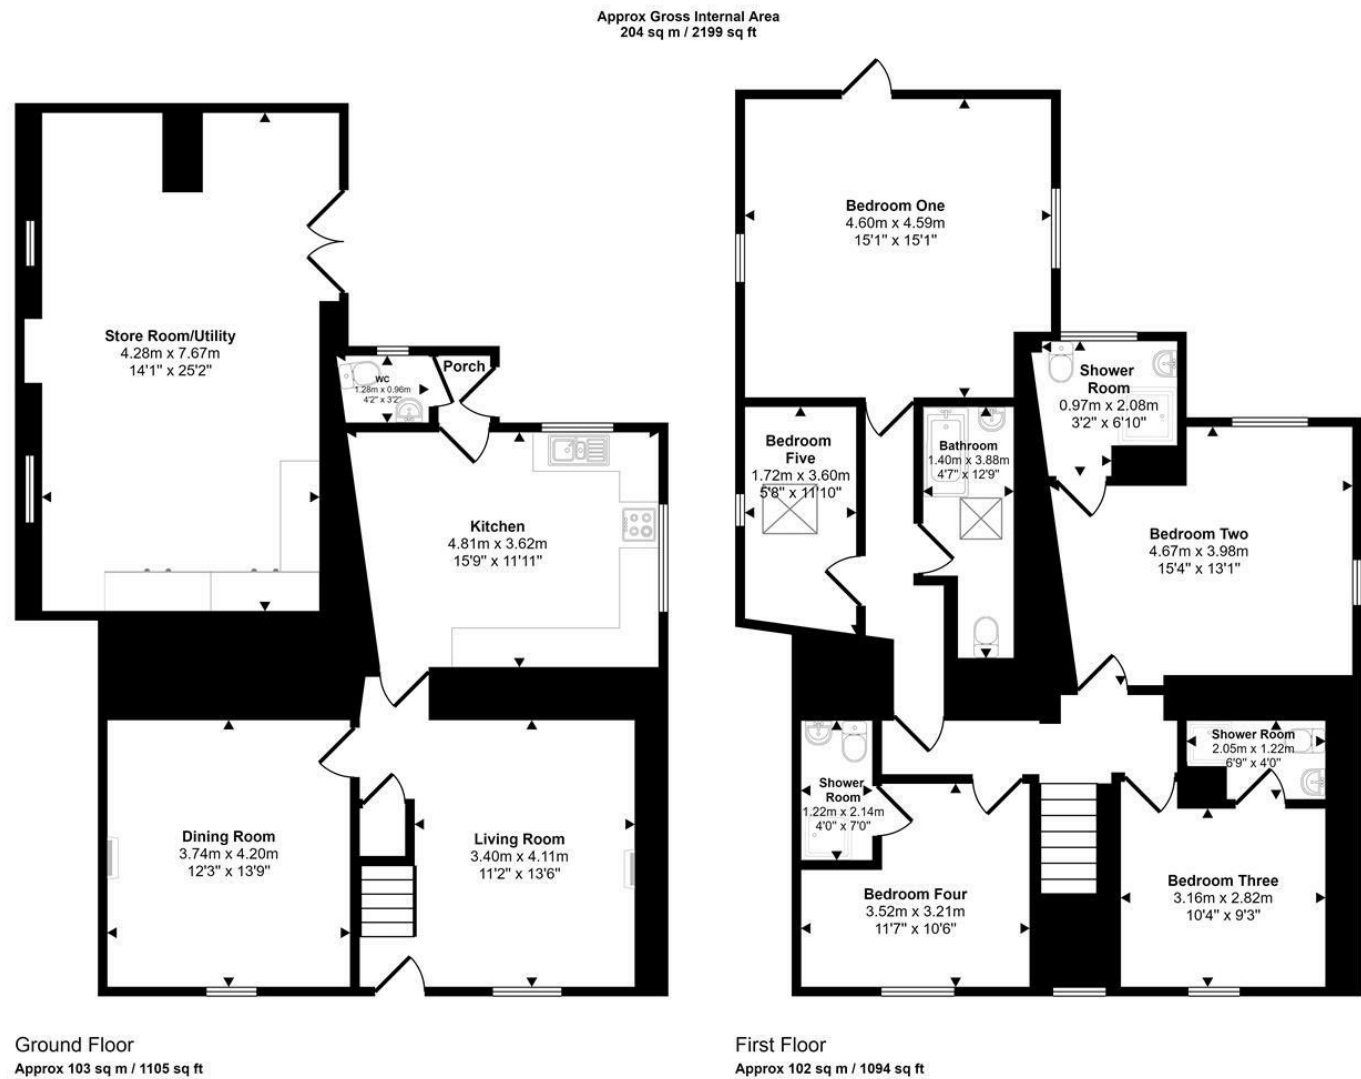 Approx Gross Internal Area
204 sq m / 2199 sq ft
Store Room/Utility
4.28m x 7.67m
14'1" x 25'2"
WC
1.28m x 0.96m
4'2" x 3'2"
Porch
Kitchen
4.81m x 3.62m
15'9" x 11'11"
Dining Room
3.74m x 4.20m
12'3" x 13'9"
Living Room
3.40m x 4.11m
11'2" x 13'6"
Ground Floor
Approx 103 sq m / 1105 sq ft
Bedroom One
4.60m x 4.59m
15'1" x 15'1"
Shower
Room
0.97m x 2.08m
3'2" x 6'10"
Bedroom
Five
1.72m x 3.60m
5'8" x 11'10"
Bathroom
1.40m x 3.88m
4'7" x 12'9"
Bedroom Two
4.67m x 3.98m
15'4" x 13'1"
Shower Room
2.05m x 1.22m
6'9" x 4'0"
Shower
Room
1.22m x 2.14m
4'0" x 7'0"
Bedroom Four
3.52m x 3.21m
11'7" x 10'6"
Bedroom Three
3.16m x 2.82m
10'4" x 9'3"
First Floor
Approx 102 sq m / 1094 sq ft